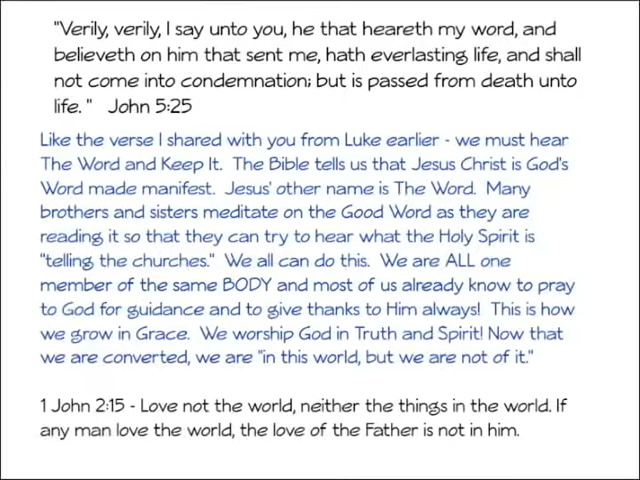 "Verily, verily, I say unto you, he that heareth my word, and
believeth on him that sent me, hath everlasting life, and shall
not come into condemnation; but is passed from death unto
life. " John 5:25
Like the verse I shared with you from Luke earlier - we must hear
The Word and Keep It. The Bible tells us that Jesus Christ is God's
Word made manifest. Jesus' other name is The Word. Many
brothers and sisters meditate on the Good Word as they are
reading it so that they can try to hear what the Holy Spirit is
"telling the churches." We all can do this. We are ALL one
member of the same BODY and most of us already know to pray
to God for guidance and to give thanks to Him always! This is how
we grow in Grace. We worship God in Truth and Spirit! Now that
we are converted, we are "in this world, but we are not of it."
1 John 2:15 - Love not the world, neither the things in the world. If
any man love the world, the love of the Father is not in him.